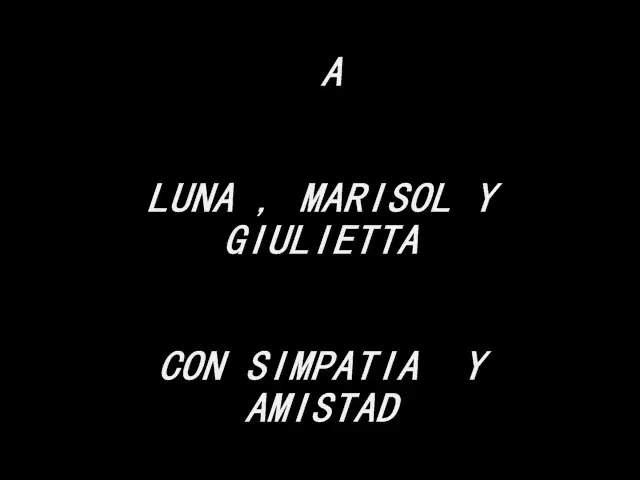 A
LUNA , MARISOL Y
GIULIETTA
CON SIMPATIA Y
AMISTAD